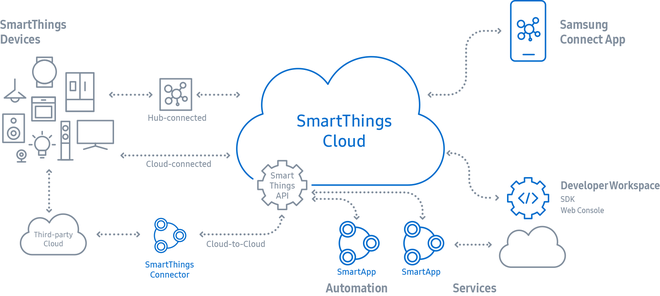 SmartThings
Devices
Samsung
Connect App
Hub-connected
SmartThings
Cloud
Cloud-connected
Smart
Things
API
Developer Workspace
SDK
Web Console
Third-party
Cloud
SmartThings
Connector
Cloud-to-Cloud
SmartApp
SmartApp
Automation
Services